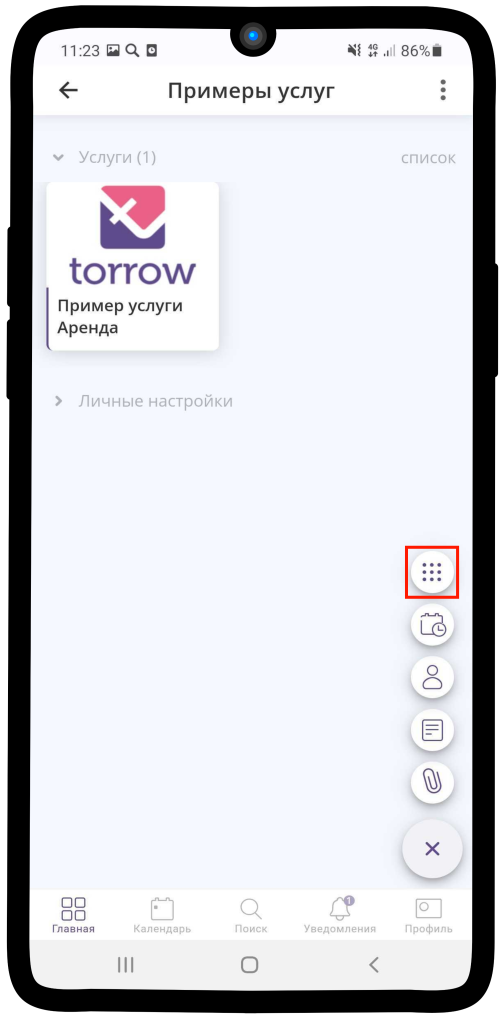 11:23
4G
86%
Примеры услуг
Услуги (1)
список
torrow
Пример услуги
Аренда
Личные настройки
1
Главная
Календарь
Поиск
Уведомления
Профиль